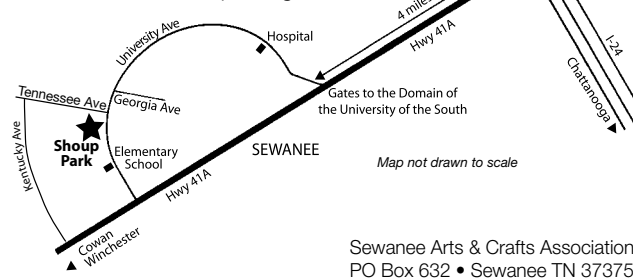 4 miles
Hwy 41A
I-24
Chattanooga
University Ave
Hospital
Gates to the Domain of
the University of the South
Tennessee Ave
Georgia Ave
Shoup
Park
Elementary
School
Kentucky Ave
SEWANEE
Map not drawn to scale
Hwy 41A
Cowan
Winchester
Sewanee Arts & Crafts Association
PO Box 632 • Sewanee TN 37375